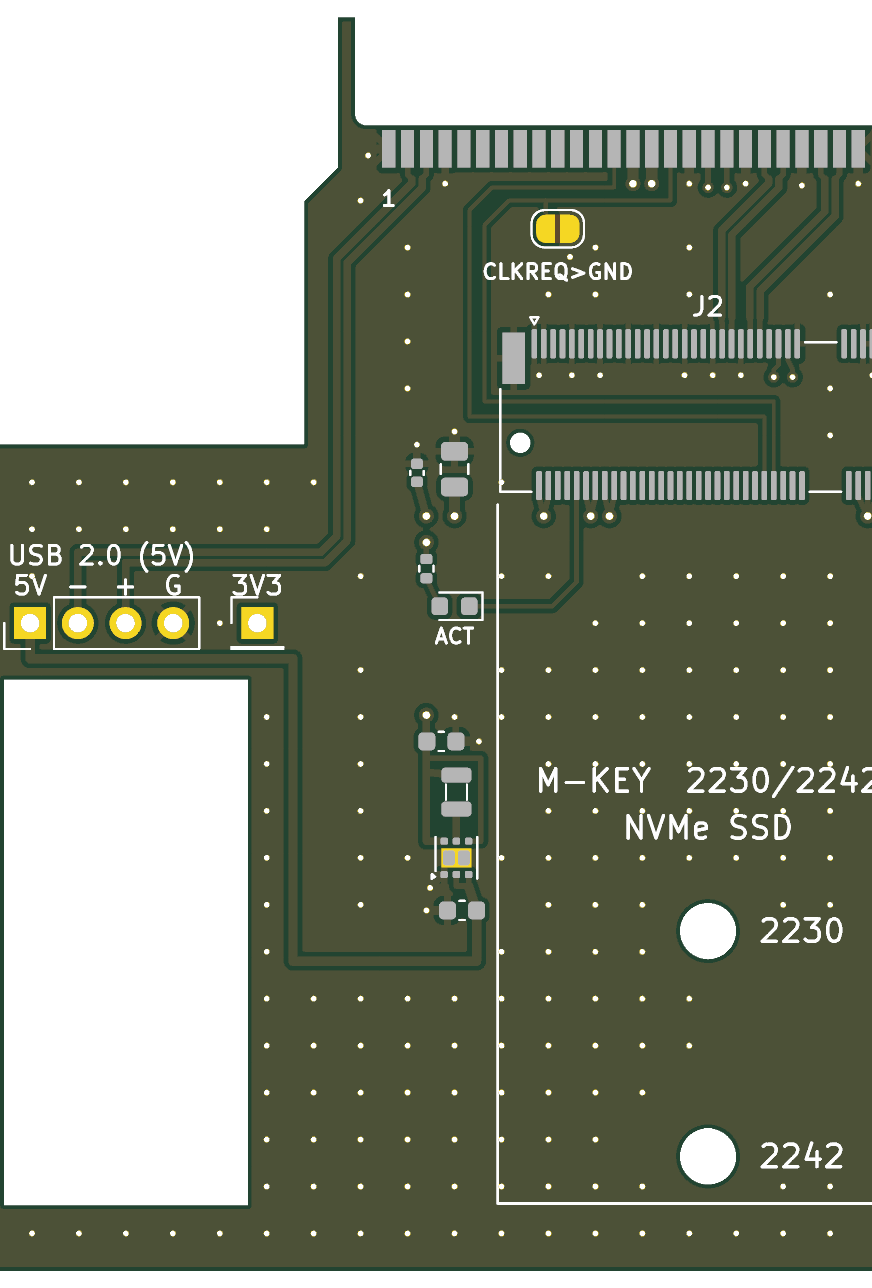 1
CLKREQ>GND
J2
USB 2.0 (5V)
5V − + G 3V3
ACT
M-KEY 2230/2242
NVMe SSD
2230
2242